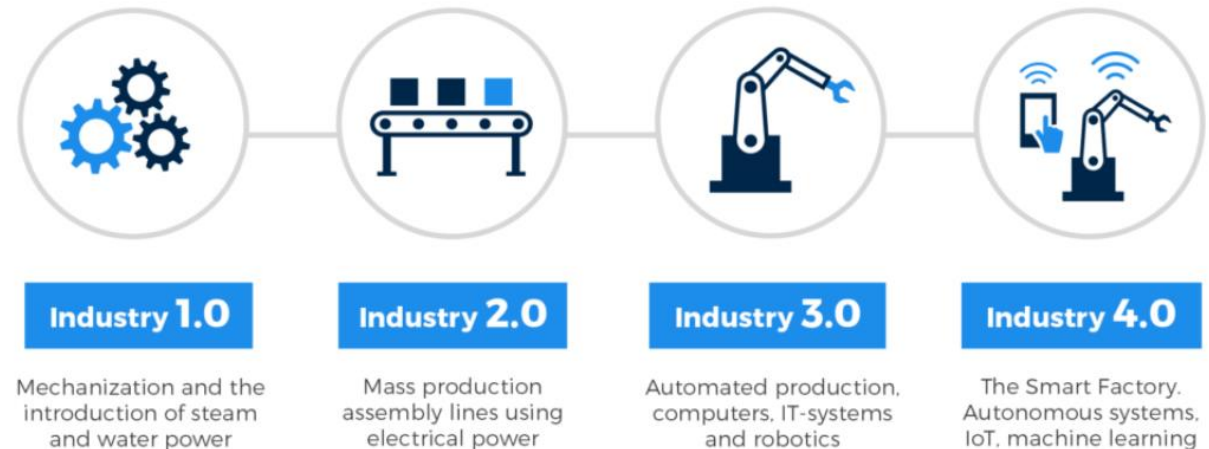 Industry 1.0
Mechanization and the
introduction of steam
and water power
Industry 2.0
Mass production
assembly lines using
electrical power
Industry 3.0
Automated production,
computers, IT-systems
and robotics
Industry 4.0
The Smart Factory.
Autonomous systems,
IoT, machine learning